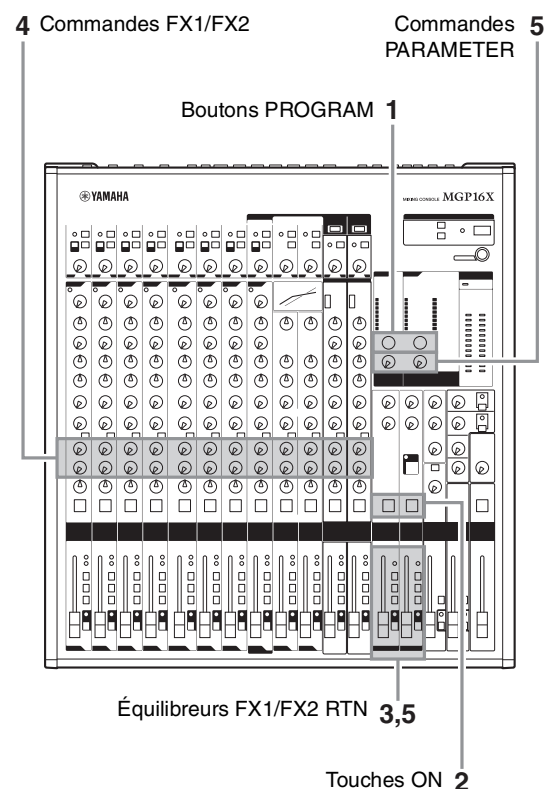 4 Commandes FX1/FX2
Commandes 5
PARAMETER
Boutons PROGRAM 1
YAMAHA
MIXING CONSOLE MGP16X
Équilibreurs FX1/FX2 RTN 3,5
Touches ON 2